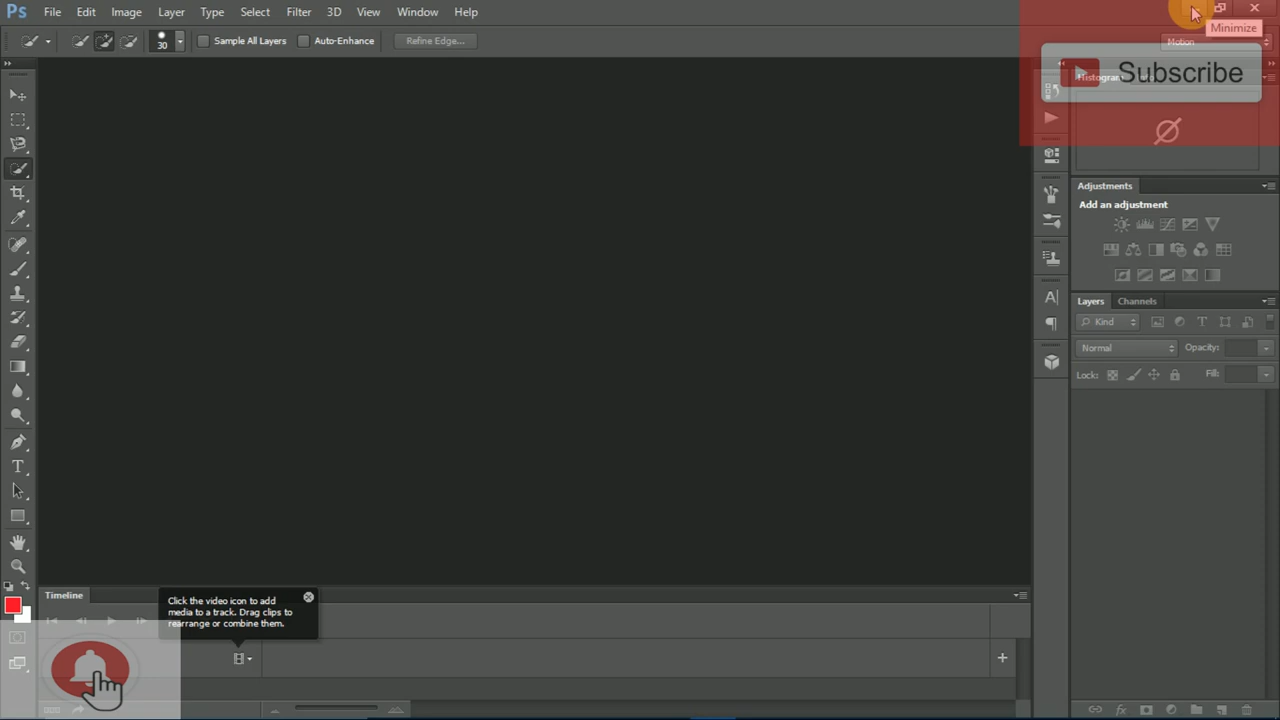 Ps File Edit Image Layer Type Select Filter 3D View Window Help
Minimize
30 Sample All Layers Auto-Enhance Refine Edge... Motion
Subscribe
Histogram
Adjustments
Add an adjustment
Layers Channels
Kind
Normal Opacity:
Lock: Fill:
Timeline
Click the video icon to add
media to a track. Drag clips to
rearrange or combine them.